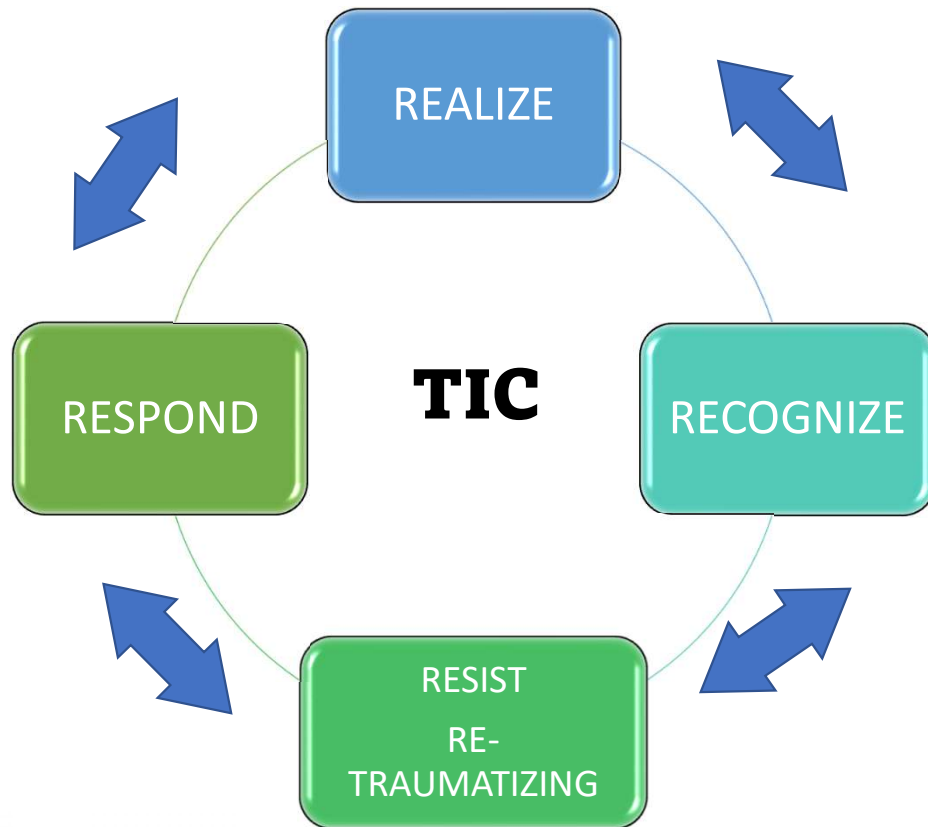 REALIZE
TIC
RESPOND
RECOGNIZE
RESIST
RE-
TRAUMATIZING